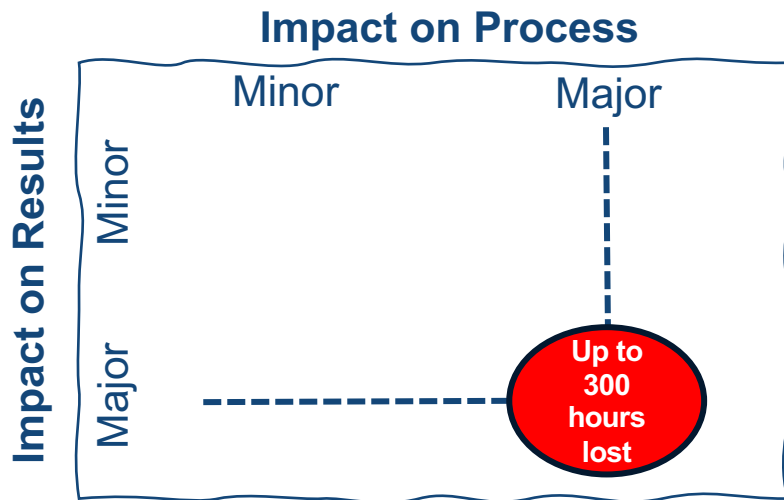 Impact on Process
Minor
Major
Impact on Results
Minor
Major
Up to
300
hours
lost